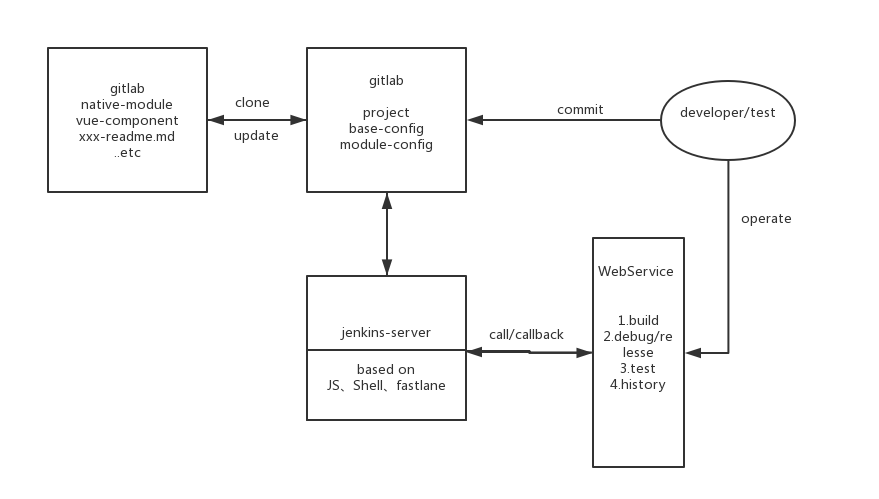 gitlab
native-module
vue-component
xxx-readme.md
..etc
clone
update
gitlab
project
base-config
module-config
commit
developer/test
operate
WebService
1.build
2.debug/re
lesse
3.test
4.history
call/callback
jenkins-server
based on
JS、Shell、fastlane